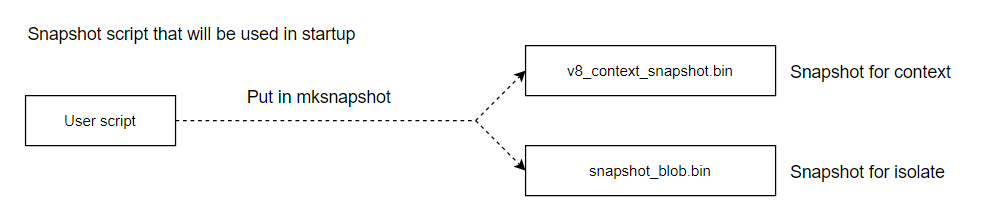 Snapshot script that will be used in startup
v8_context_snapshot.bin
Snapshot for context
Put in mksnapshot
User script
snapshot_blob.bin
Snapshot for isolate